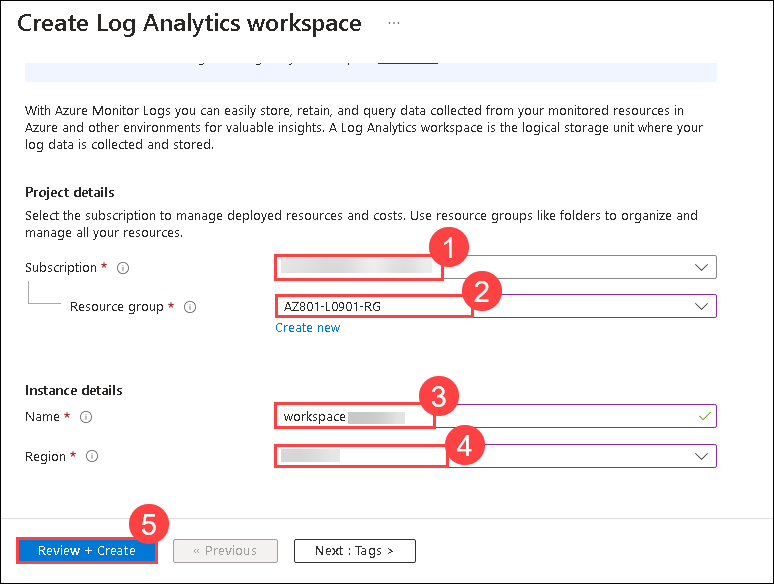 Create Log Analytics workspace ...
With Azure Monitor Logs you can easily store, retain, and query data collected from your monitored resources in
Azure and other environments for valuable insights. A Log Analytics workspace is the logical storage unit where your
log data is collected and stored.
Project details
Select the subscription to manage deployed resources and costs. Use resource groups like folders to organize and
manage all your resources.
1
Subscription *
2
Resource group * AZ801-L0901-RG
Create new
Instance details
3
Name * workspace
4
Region *
5
Review + Create « Previous Next : Tags >